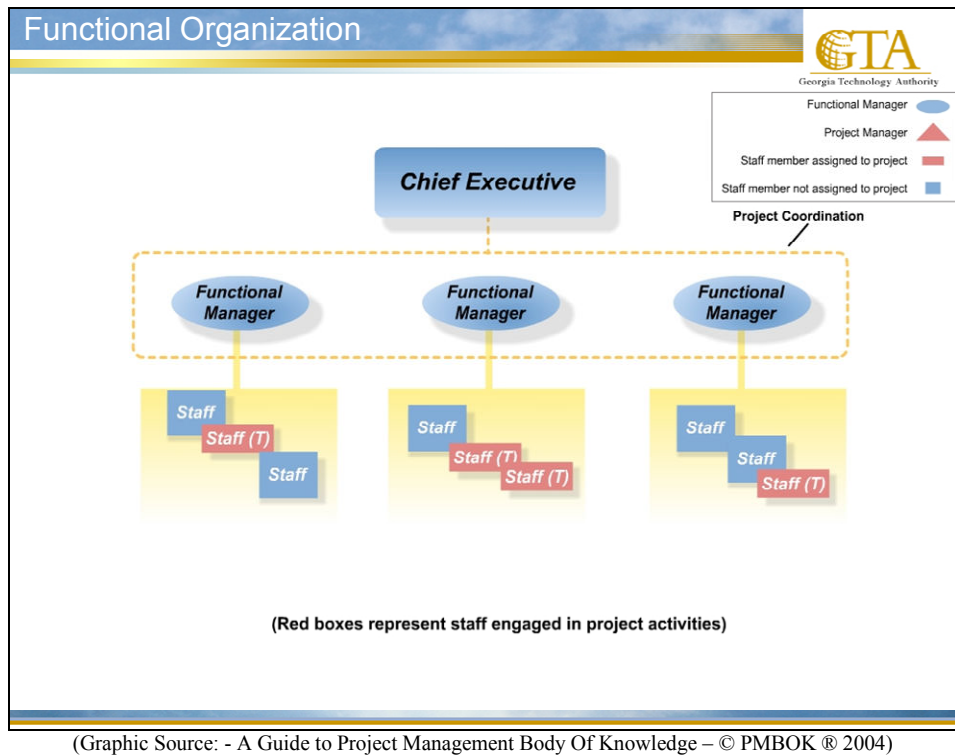 Functional Organization
GTA
Georgia Technology Authority
Functional Manager
Project Manager
Staff member assigned to project
Staff member not assigned to project
Chief Executive
Project Coordination
Functional
Manager
Functional
Manager
Functional
Manager
Staff
Staff (T)
Staff
Staff
Staff (T)
Staff (T)
Staff
Staff
Staff (T)
(Red boxes represent staff engaged in project activities)
(Graphic Source: - A Guide to Project Management Body Of Knowledge – © PMBOK ® 2004)